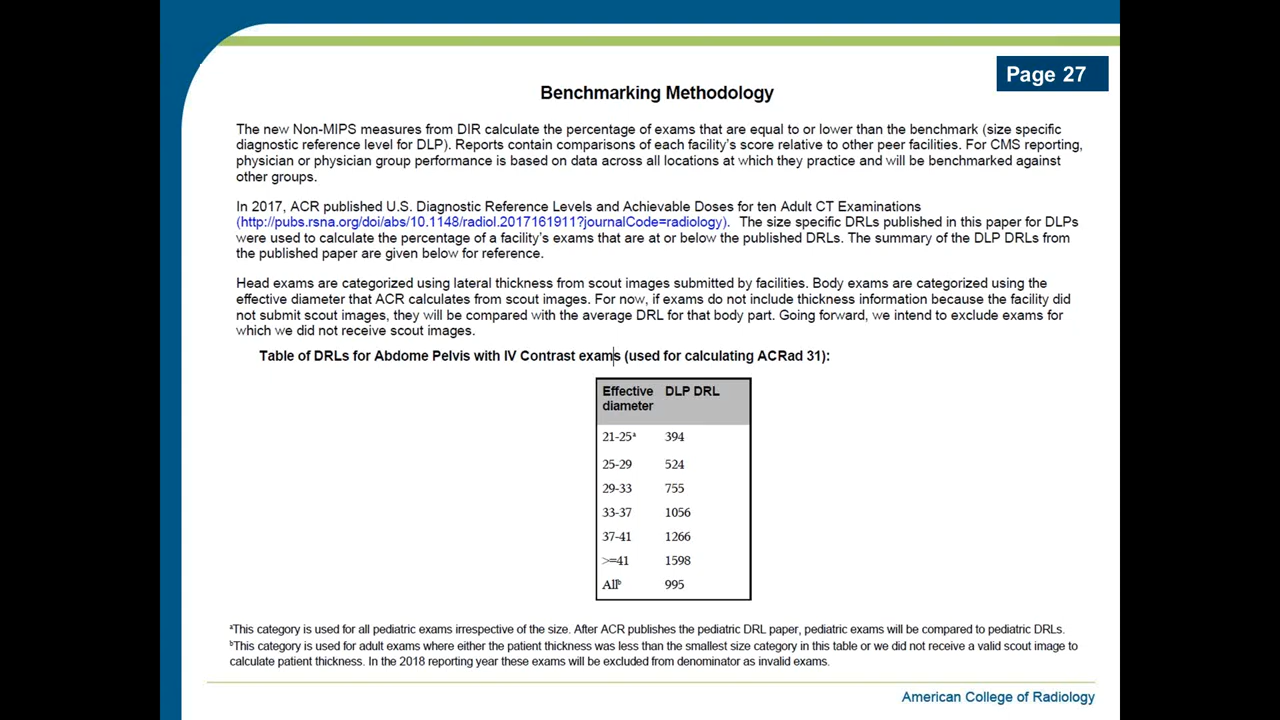 Page 27
Benchmarking Methodology
The new Non-MIPS measures from DIR calculate the percentage of exams that are equal to or lower than the benchmark (size specific
diagnostic reference level for DLP). Reports contain comparisons of each facility's score relative to other peer facilities. For CMS reporting,
physician or physician group performance is based on data across all locations at which they practice and will be benchmarked against
other groups.
In 2017, ACR published U.S. Diagnostic Reference Levels and Achievable Doses for ten Adult CT Examinations
(http://pubs.rsna.org/doi/abs/10.1148/radiol.2017161911?journalCode=radiology). The size specific DRLs published in this paper for DLPs
were used to calculate the percentage of a facility's exams that are at or below the published DRLs. The summary of the DLP DRLs from
the published paper are given below for reference.
Head exams are categorized using lateral thickness from scout images submitted by facilities. Body exams are categorized using the
effective diameter that ACR calculates from scout images. For now, if exams do not include thickness information because the facility did
not submit scout images, they will be compared with the average DRL for that body part. Going forward, we intend to exclude exams for
which we did not receive scout images.
Table of DRLs for Abdome Pelvis with IV Contrast exams (used for calculating ACRad 31):
Effective diameter DLP DRL
21-25ᵃ 394
25-29 524
29-33 755
33-37 1056
37-41 1266
>=41 1598
Allᵇ 995
ᵃThis category is used for all pediatric exams irrespective of the size. After ACR publishes the pediatric DRL paper, pediatric exams will be compared to pediatric DRLs.
ᵇThis category is used for adult exams where either the patient thickness was less than the smallest size category in this table or we did not receive a valid scout image to
calculate patient thickness. In the 2018 reporting year these exams will be excluded from denominator as invalid exams.
American College of Radiology